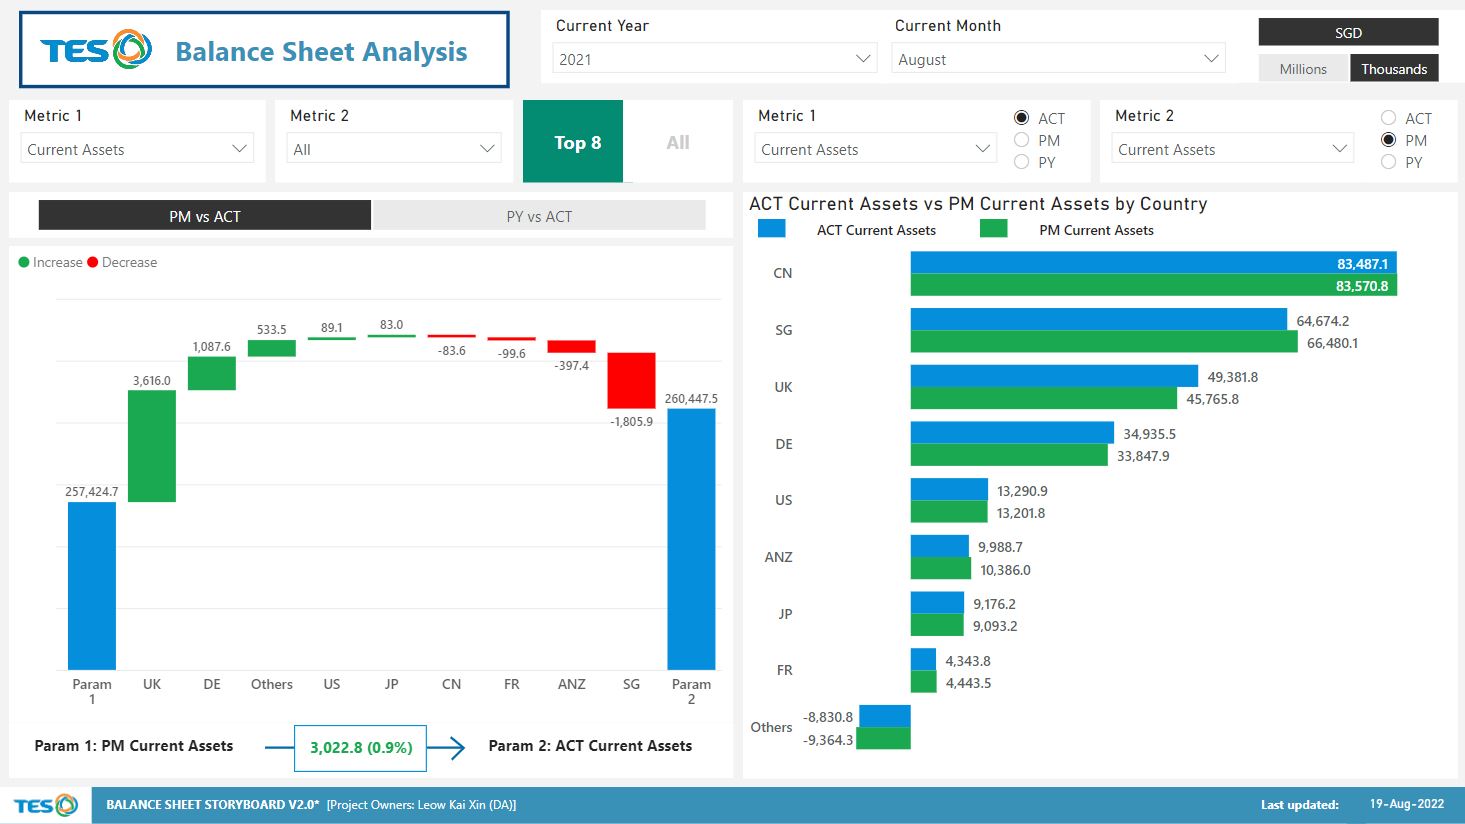 TES
Balance Sheet Analysis
Current Year
2021
Current Month
August
SGD
Millions
Thousands
Metric 1
Current Assets
Metric 2
All
Top 8
All
Metric 1
Current Assets
ACT
PM
PY
Metric 2
Current Assets
ACT
PM
PY
PM vs ACT
PY vs ACT
Increase
Decrease
257,424.7
3,616.0
1,087.6
533.5
89.1
83.0
-83.6
-99.6
-397.4
-1,805.9
260,447.5
Param 1
UK
DE
Others
US
JP
CN
FR
ANZ
SG
Param 2
Param 1: PM Current Assets
3,022.8 (0.9%)
Param 2: ACT Current Assets
ACT Current Assets vs PM Current Assets by Country
ACT Current Assets
PM Current Assets
CN
83,487.1
83,570.8
SG
64,674.2
66,480.1
UK
49,381.8
45,765.8
DE
34,935.5
33,847.9
US
13,290.9
13,201.8
ANZ
9,988.7
10,386.0
JP
9,176.2
9,093.2
FR
4,343.8
4,443.5
Others
-8,830.8
-9,364.3
TES
BALANCE SHEET STORYBOARD V2.0* [Project Owners: Leow Kai Xin (DA)]
Last updated:
19-Aug-2022